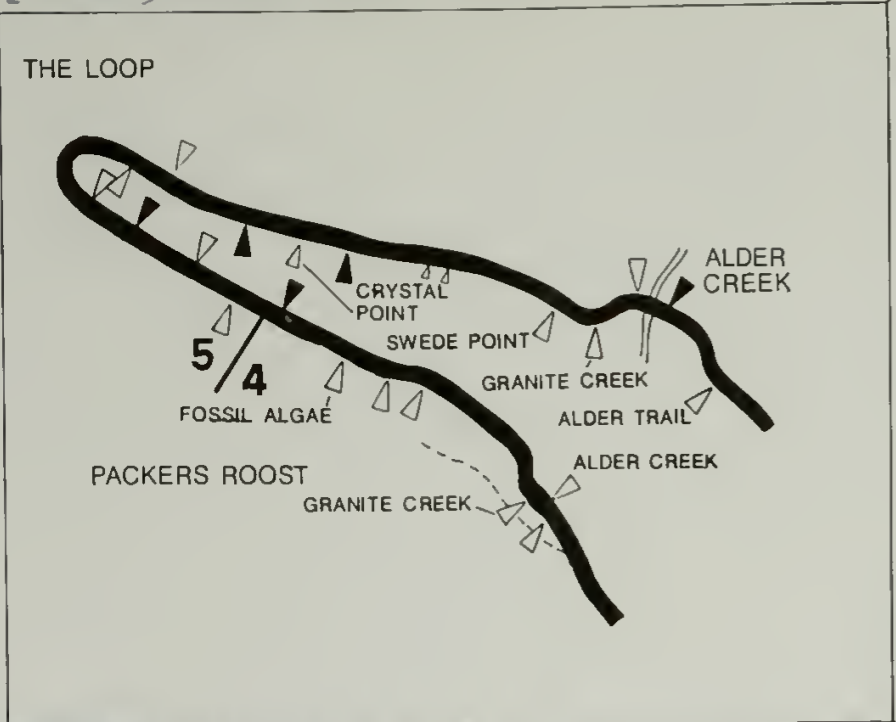 THE LOOP
ALDER
CREEK
CRYSTAL
POINT
SWEDE POINT
5
4
GRANITE CREEK
FOSSIL ALGAE
ALDER TRAIL
PACKERS ROOST
ALDER CREEK
GRANITE CREEK